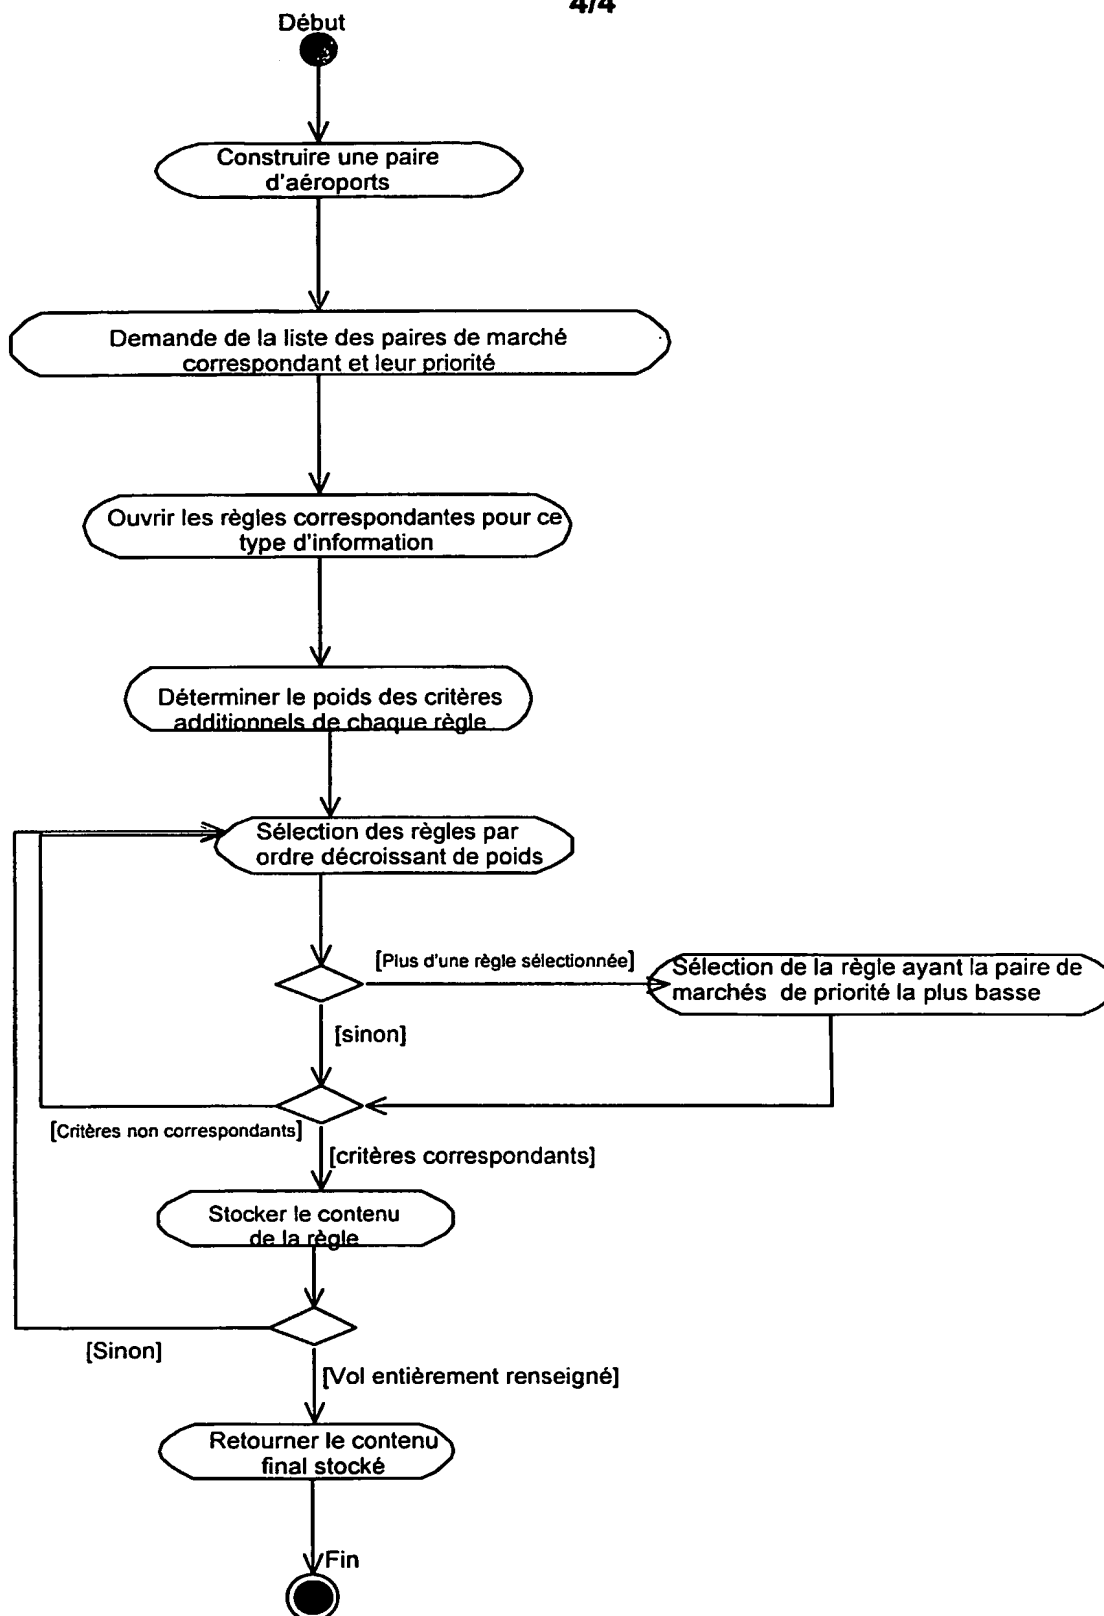 4/4
Début
Construire une paire
d'aéroports
Demande de la liste des paires de marché
correspondant et leur priorité
Ouvrir les règles correspondantes pour ce
type d'information
Déterminer le poids des critères
additionnels de chaque règle
Sélection des règles par
ordre décroissant de poids
[Plus d'une règle sélectionnée]
Sélection de la règle ayant la paire de
marchés de priorité la plus basse
[sinon]
[Critères non correspondants]
[critères correspondants]
Stocker le contenu
de la règle
[Sinon]
[Vol entièrement renseigné]
Retourner le contenu
final stocké
Fin